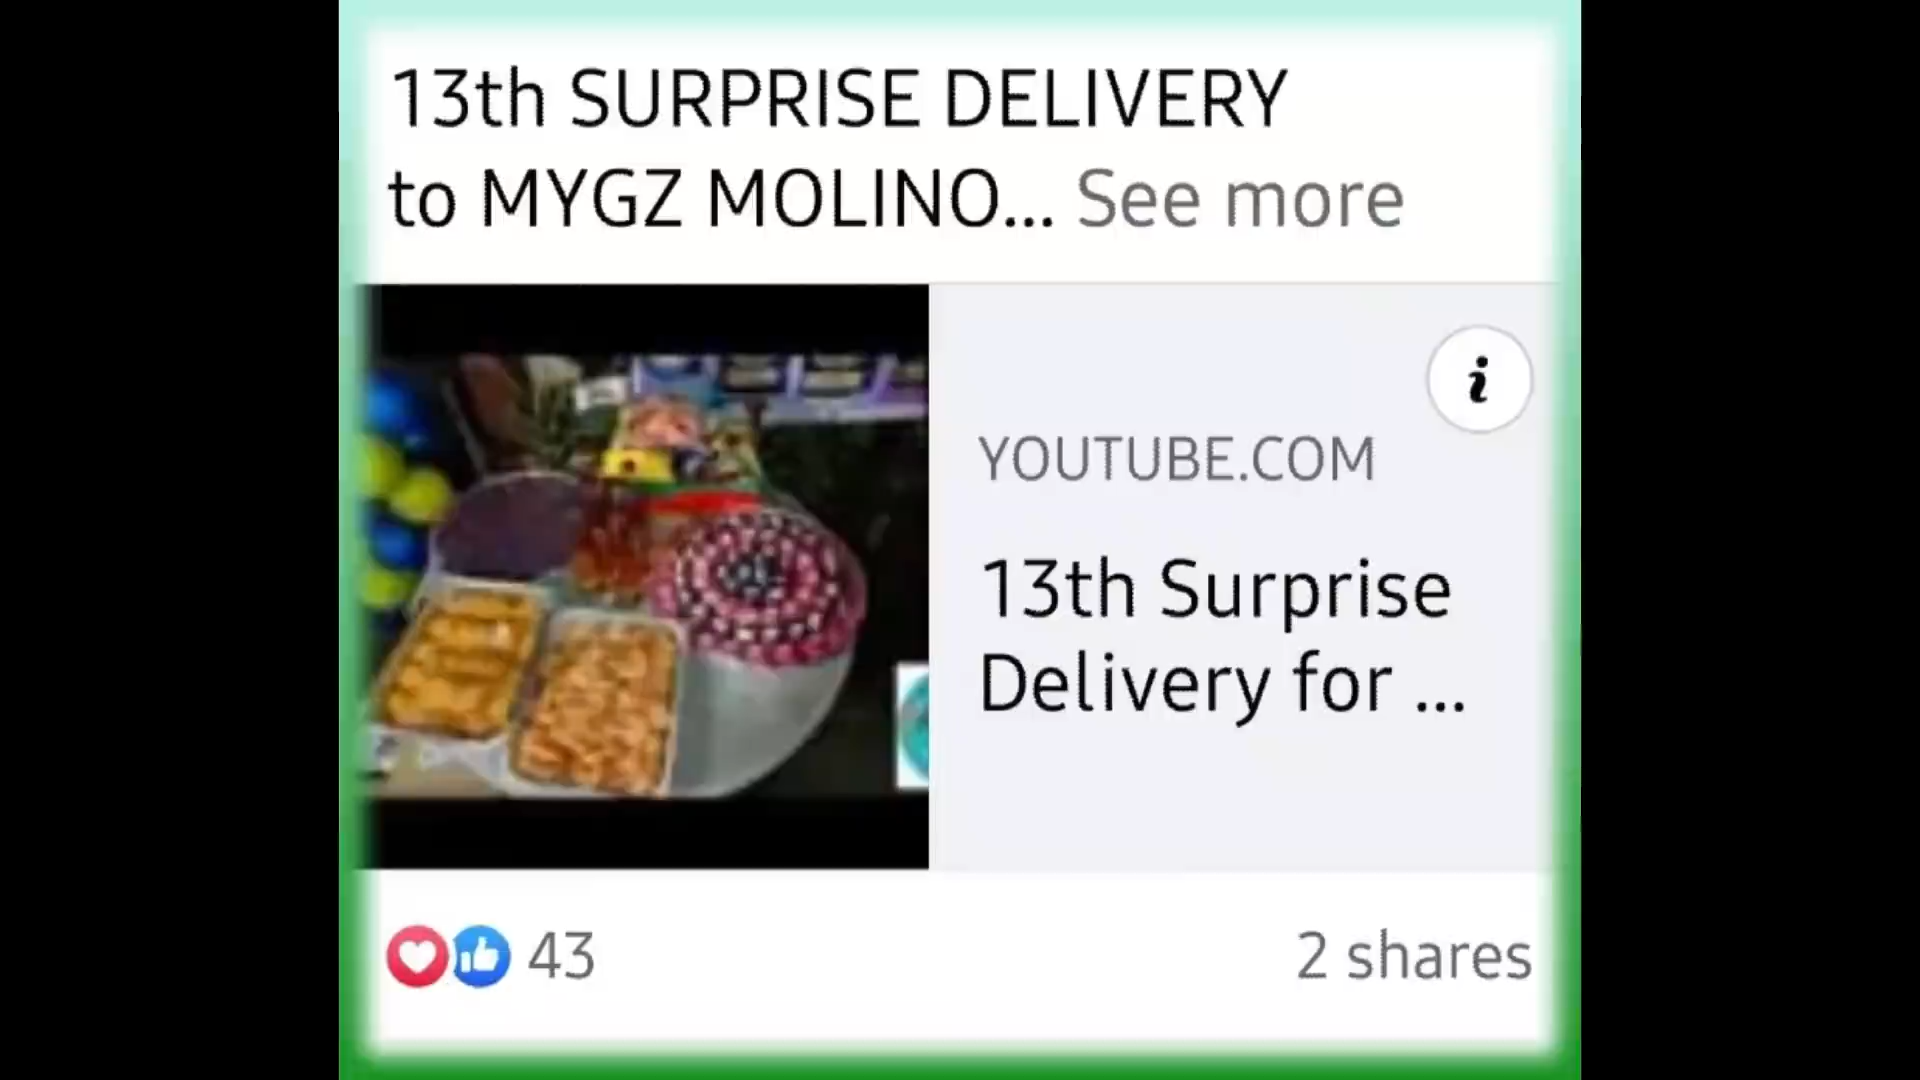 13th SURPRISE DELIVERY
to MYGZ MOLINO... See more
i
YOUTUBE.COM
13th Surprise
Delivery for ...
43
2 shares